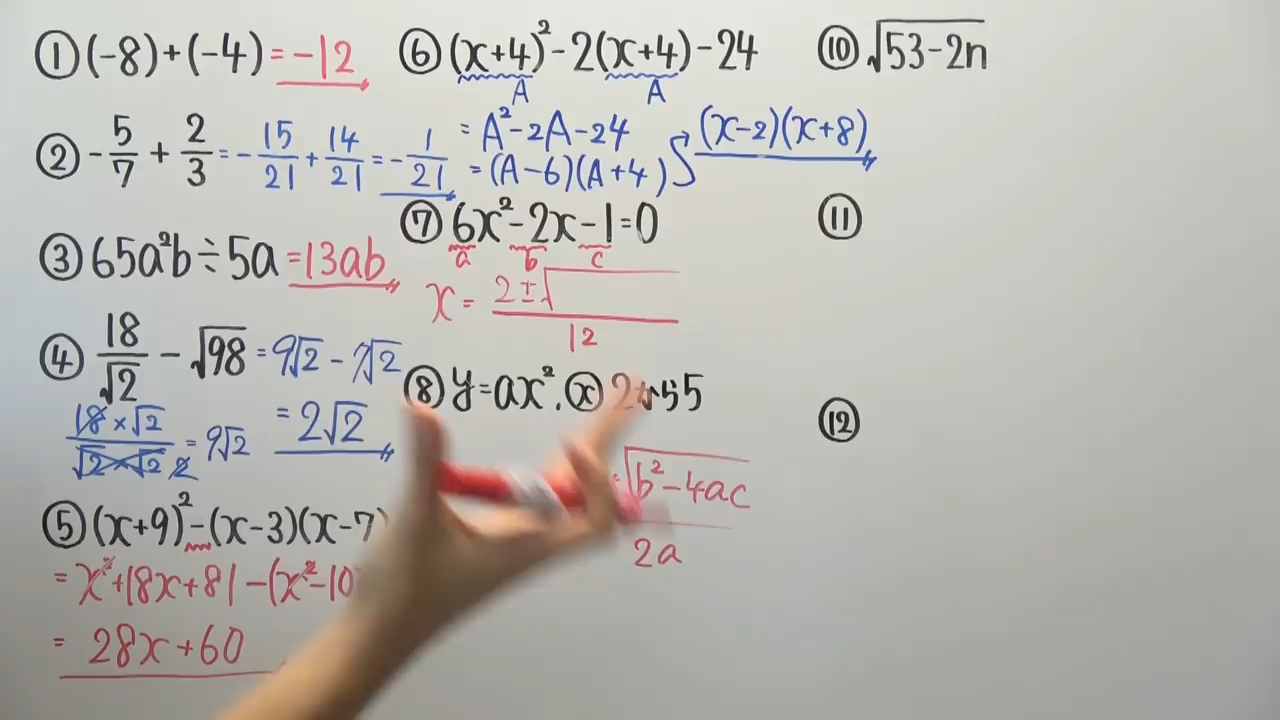 ① (-8)+(-4) = -12
② -5/7 + 2/3 = -15/21 + 14/21 = -1/21
③ 65a²b÷5a = 13ab
④ 18/√2 - √98 = 9√2 - 7√2
= 2√2
18×√2/√2×√2 = 9√2
2
⑤ (x+9)²-(x-3)(x-7)
= x²+18x+81-(x²-10
= 28x+60
⑥ (x+4)²-2(x+4)-24
A A
= A²-2A-24
= (A-6)(A+4)
(x-2)(x+8)
⑦ 6x²-2x-1=0
a b c
x = 2±√ /12
⑧ y=ax². ⓧ 2 5
√b²-4ac
2a
⑩ √53-2n
⑪
⑫